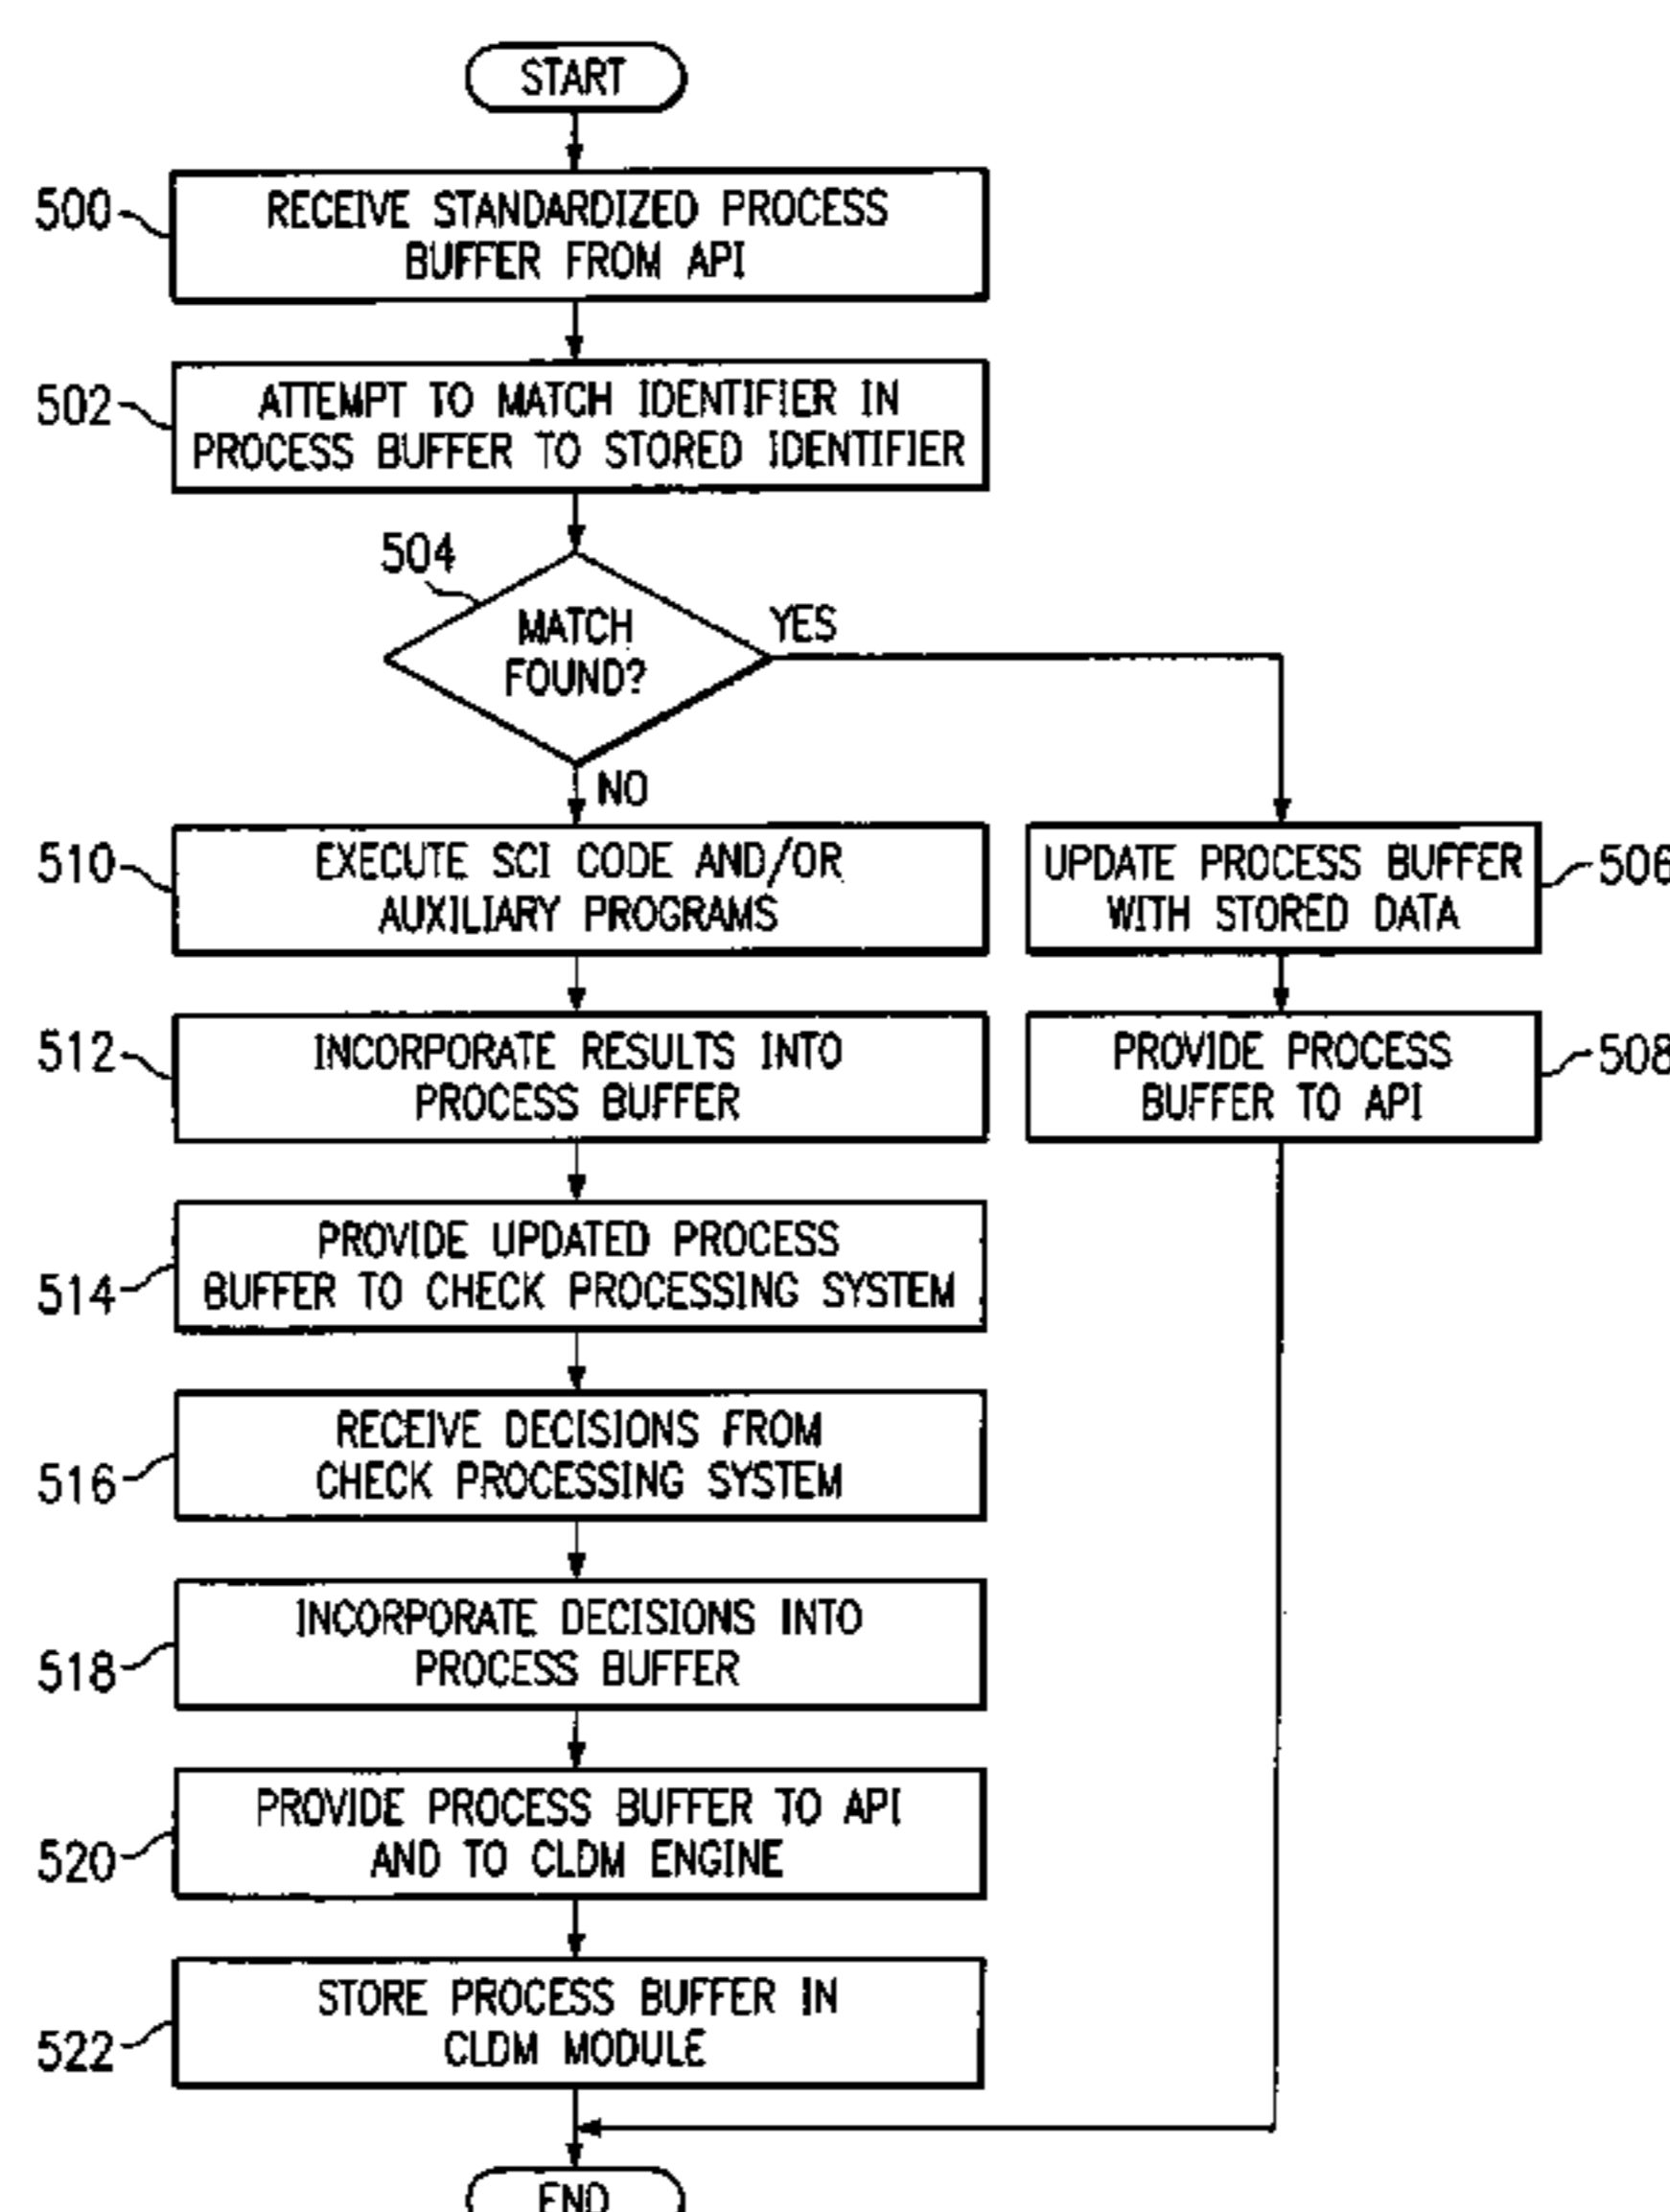 START
500
RECEIVE STANDARDIZED PROCESS
BUFFER FROM API
502
ATTEMPT TO MATCH IDENTIFIER IN
PROCESS BUFFER TO STORED IDENTIFIER
504
MATCH
FOUND?
YES
NO
510
EXECUTE SCI CODE AND/OR
AUXILIARY PROGRAMS
UPDATE PROCESS BUFFER
WITH STORED DATA
506
512
INCORPORATE RESULTS INTO
PROCESS BUFFER
PROVIDE PROCESS
BUFFER TO API
508
514
PROVIDE UPDATED PROCESS
BUFFER TO CHECK PROCESSING SYSTEM
516
RECEIVE DECISIONS FROM
CHECK PROCESSING SYSTEM
518
INCORPORATE DECISIONS INTO
PROCESS BUFFER
520
PROVIDE PROCESS BUFFER TO API
AND TO CLDM ENGINE
522
STORE PROCESS BUFFER IN
CLDM MODULE
END